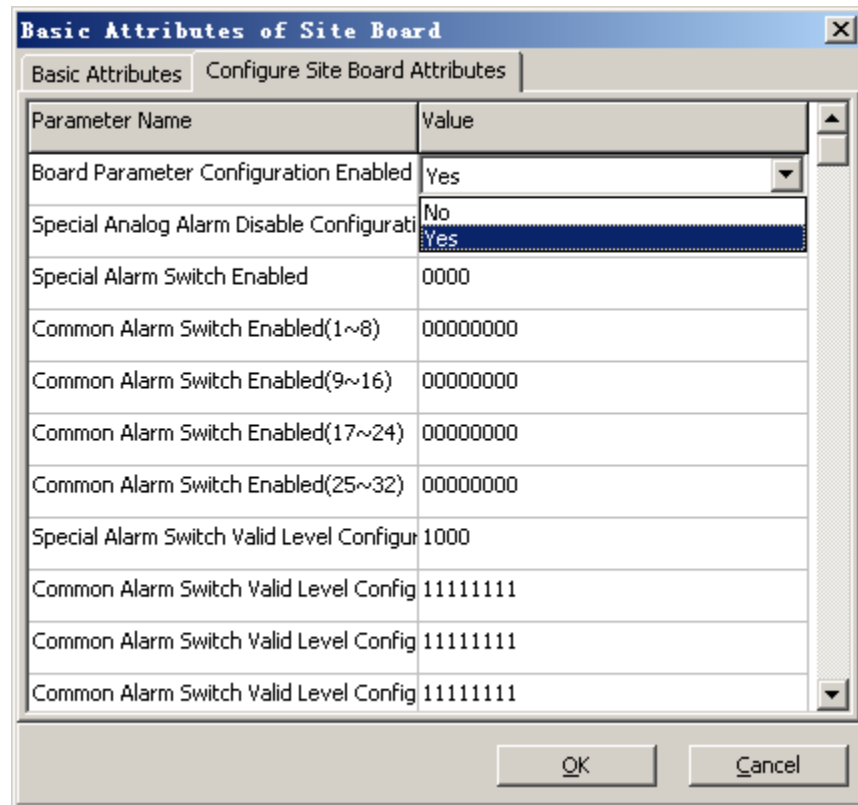 Basic Attributes of Site Board
Basic Attributes Configure Site Board Attributes
Parameter Name Value
Board Parameter Configuration Enabled Yes
No
Special Analog Alarm Disable Configurati
Yes
Special Alarm Switch Enabled 0000
Common Alarm Switch Enabled(1~8) 00000000
Common Alarm Switch Enabled(9~16) 00000000
Common Alarm Switch Enabled(17~24) 00000000
Common Alarm Switch Enabled(25~32) 00000000
Special Alarm Switch Valid Level Configur 1000
Common Alarm Switch Valid Level Config 11111111
Common Alarm Switch Valid Level Config 11111111
Common Alarm Switch Valid Level Config 11111111
OK Cancel